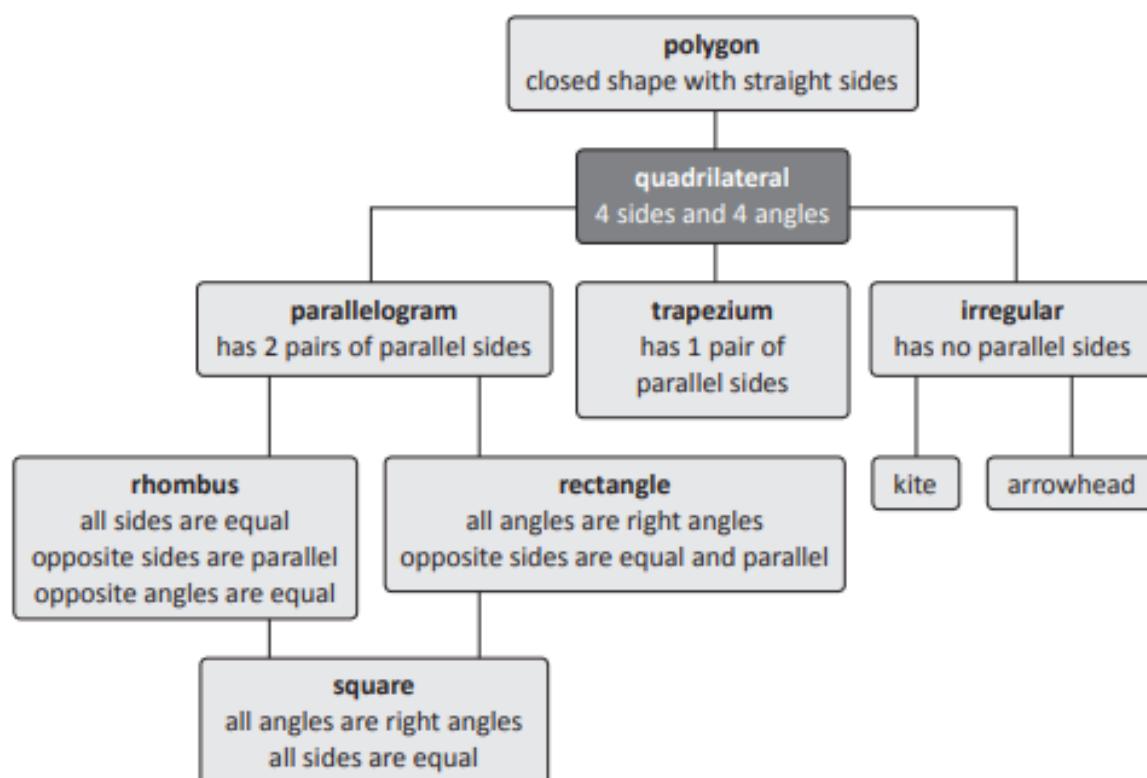 polygon
closed shape with straight sides
quadrilateral
4 sides and 4 angles
parallelogram
has 2 pairs of parallel sides
trapezium
has 1 pair of
parallel sides
irregular
has no parallel sides
rhombus
all sides are equal
opposite sides are parallel
opposite angles are equal
rectangle
all angles are right angles
opposite sides are equal and parallel
kite
arrowhead
square
all angles are right angles
all sides are equal